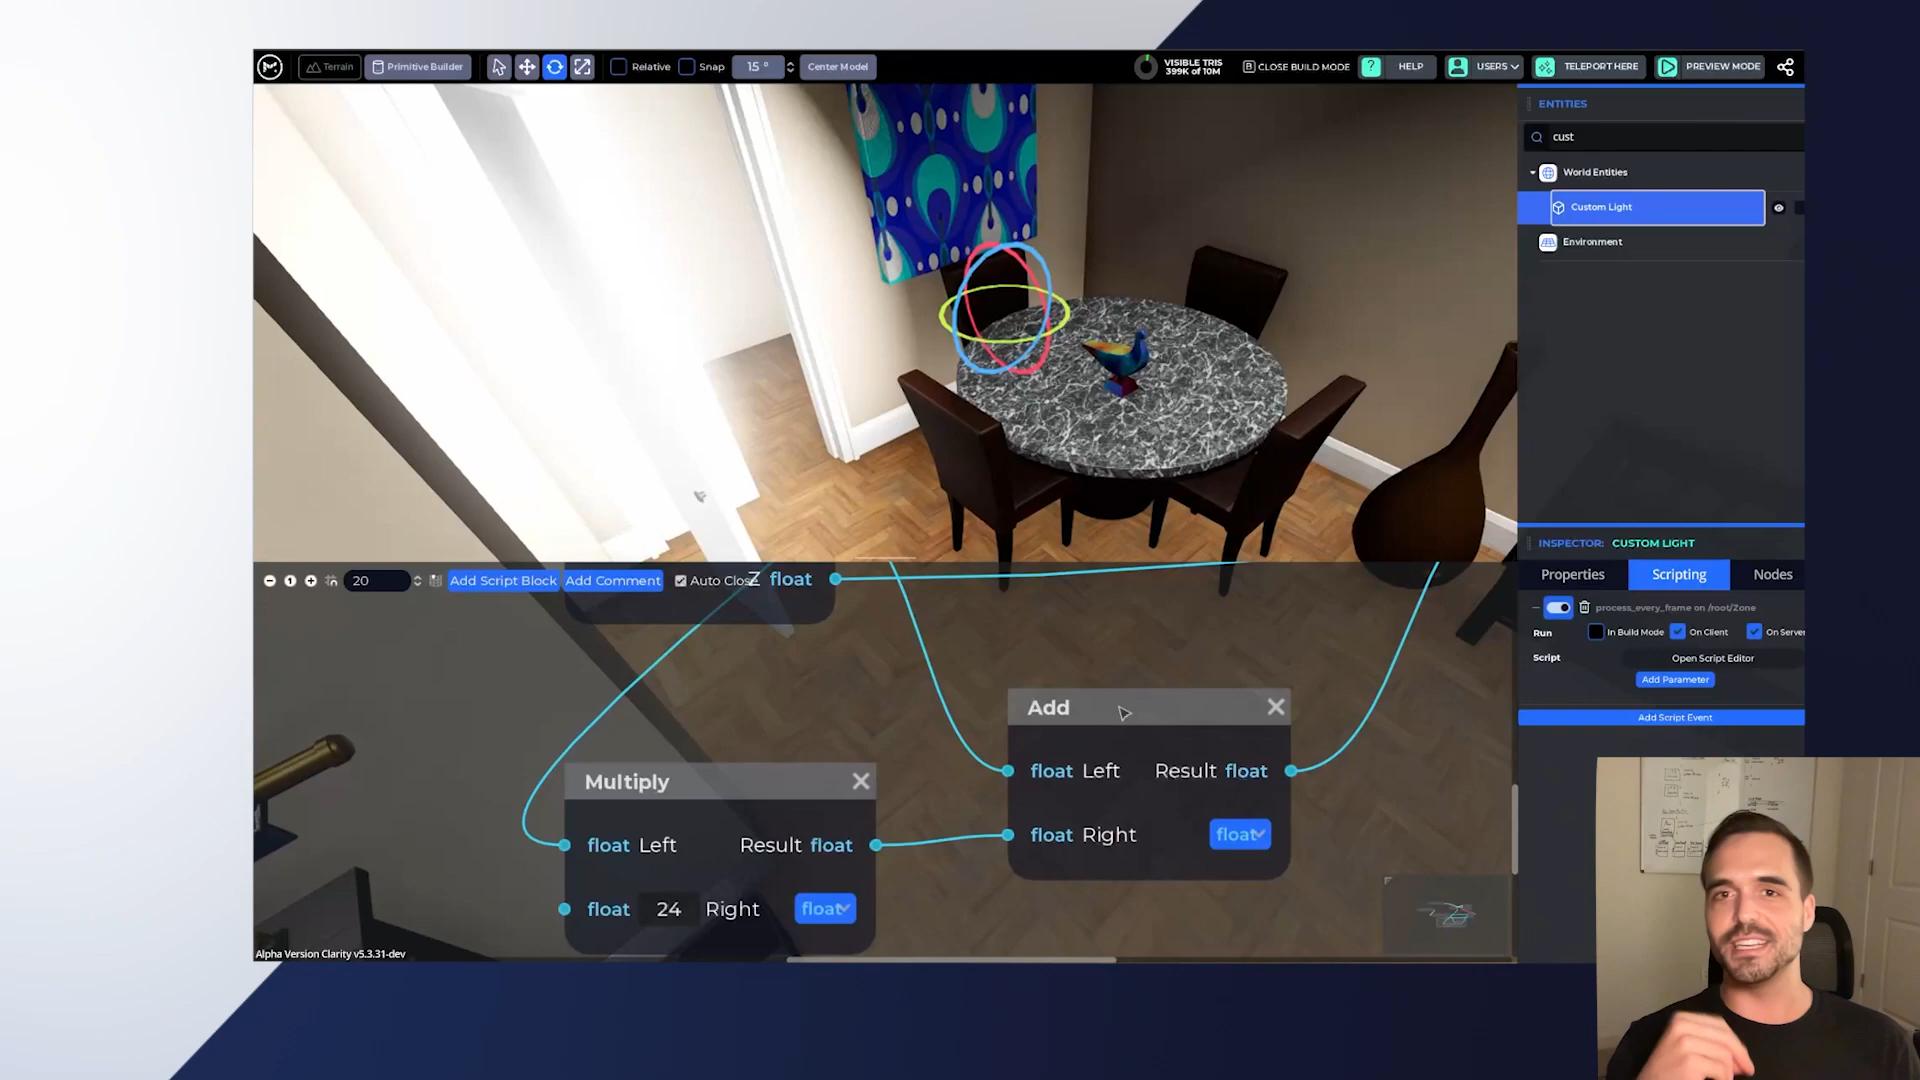 Terrain
Primitive Builder
Relative
Snap
15 °
Center Model
VISIBLE TRIS
399K of 10M
B CLOSE BUILD MODE
? HELP
USERS
TELEPORT HERE
PREVIEW MODE
ENTITIES
cust
World Entities
Custom Light
Environment
INSPECTOR: CUSTOM LIGHT
Properties
Scripting
Nodes
process_every_frame on /root/Zone
Run
In Build Mode
On Client
On Server
Script
Open Script Editor
Add Parameter
Add Script Event
1
20
Add Script Block
Add Comment
Auto Clos
Z float
Add
float Left
Result float
float Right
float
Multiply
float Left
Result float
float 24 Right
float
Alpha Version Clarity v5.3.31-dev